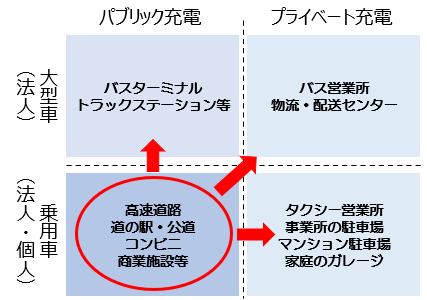 パブリック充電
プライベート充電
大型車
（法人）
バスターミナル
トラックステーション等
バス営業所
物流・配送センター
乗用車
（法人・個人）
高速道路
道の駅・公道
コンビニ
商業施設等
タクシー営業所
事業所の駐車場
マンション駐車場
家庭のガレージ